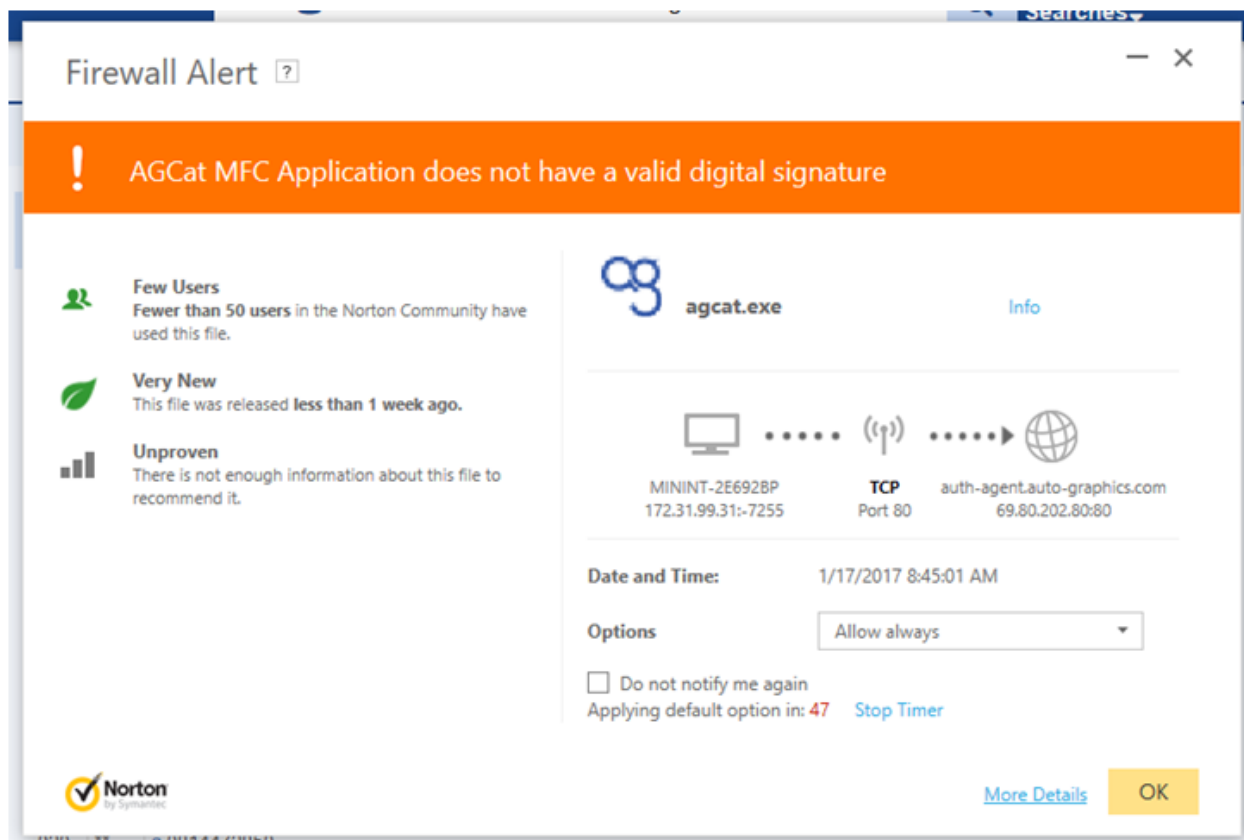 Searches
Firewall Alert ?
AGCat MFC Application does not have a valid digital signature
Few Users
Fewer than 50 users in the Norton Community have
used this file.
Very New
This file was released less than 1 week ago.
Unproven
There is not enough information about this file to
recommend it.
ag
agcat.exe
Info
MININT-2E692BP
172.31.99.31:-7255
TCP
Port 80
auth-agent.auto-graphics.com
69.80.202.80:80
Date and Time: 1/17/2017 8:45:01 AM
Options Allow always
Do not notify me again
Applying default option in: 47 Stop Timer
Norton
by Symantec
More Details
OK